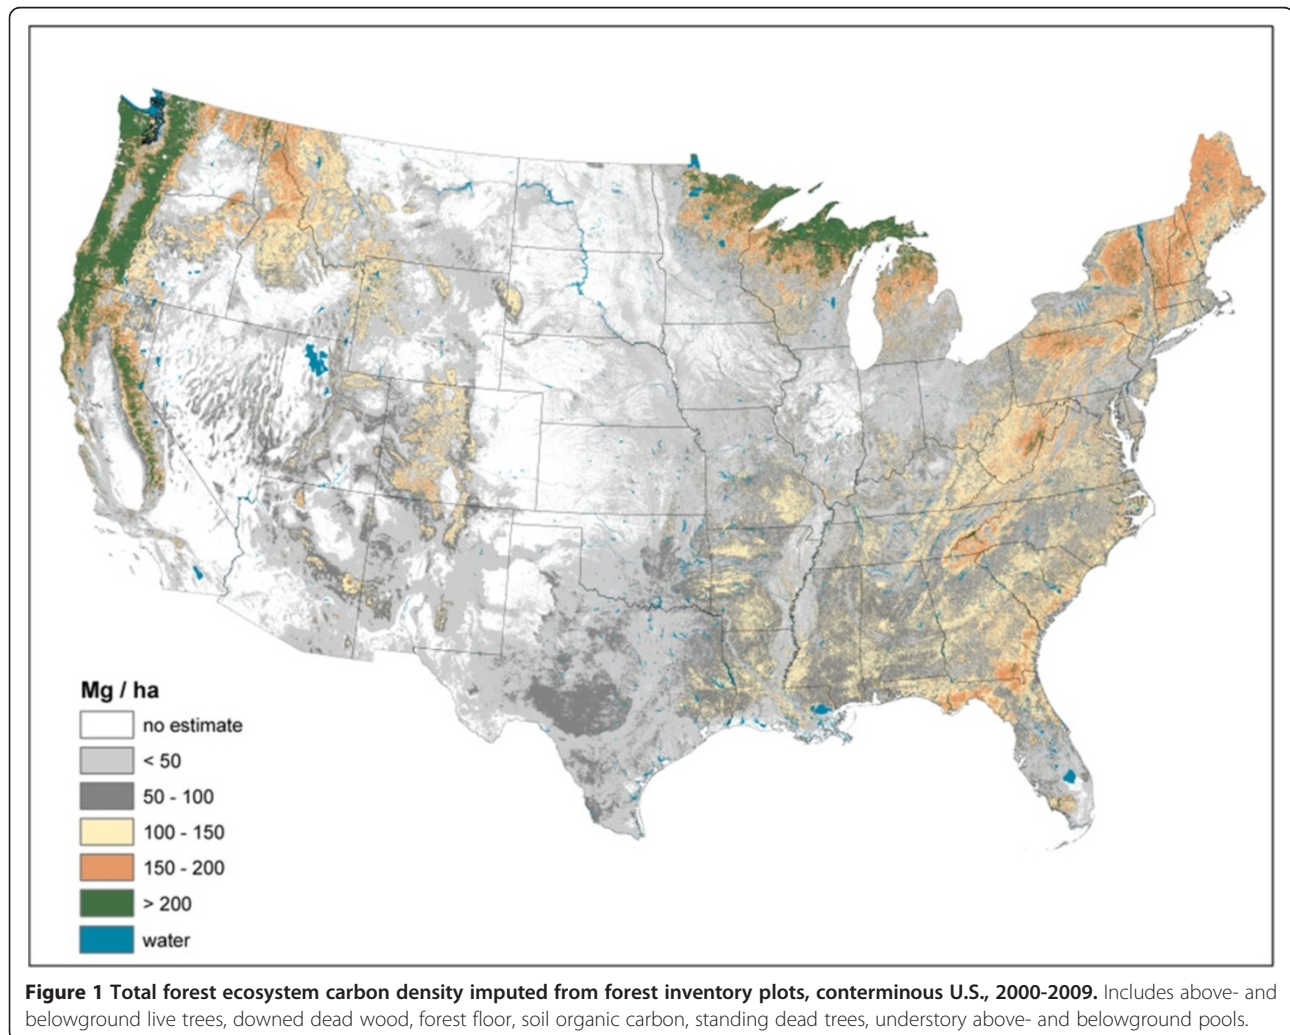 Mg / ha
no estimate
< 50
50 - 100
100 - 150
150 - 200
> 200
water
Figure 1 Total forest ecosystem carbon density imputed from forest inventory plots, conterminous U.S., 2000-2009. Includes above- and
belowground live trees, downed dead wood, forest floor, soil organic carbon, standing dead trees, understory above- and belowground pools.